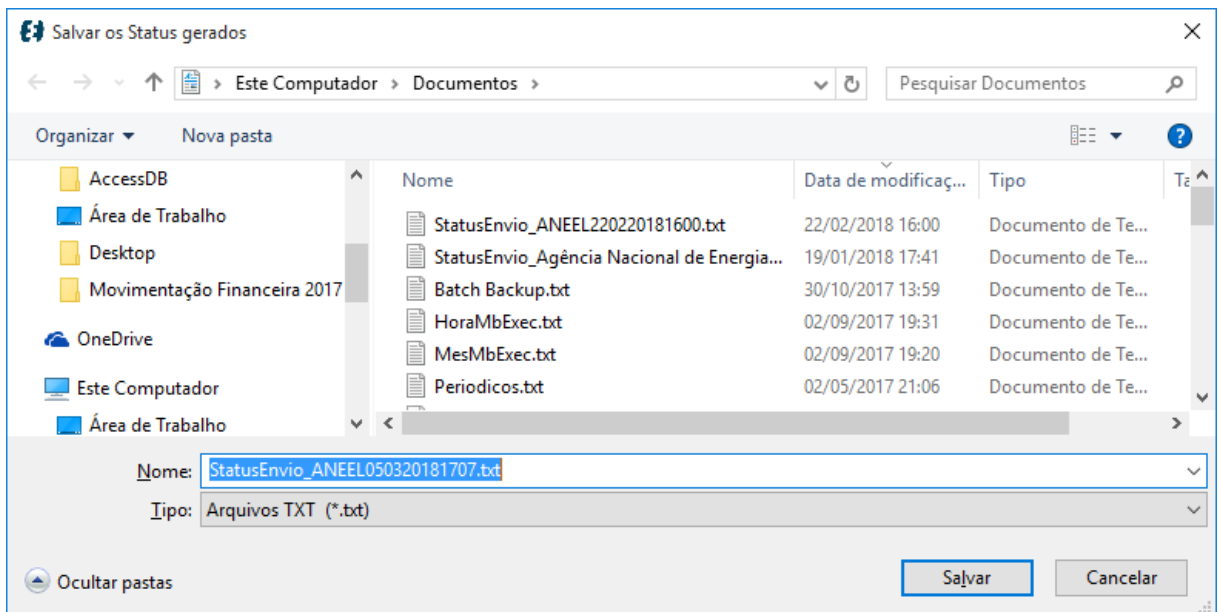 Salvar os Status gerados
Este Computador > Documentos >
Pesquisar Documentos
Organizar
Nova pasta
AccessDB
Área de Trabalho
Desktop
Movimentação Financeira 2017
OneDrive
Este Computador
Área de Trabalho
Nome Data de modificaç... Tipo Ta
StatusEnvio_ANEEL220220181600.txt 22/02/2018 16:00 Documento de Te...
StatusEnvio_Agência Nacional de Energia... 19/01/2018 17:41 Documento de Te...
Batch Backup.txt 30/10/2017 13:59 Documento de Te...
HoraMbExec.txt 02/09/2017 19:31 Documento de Te...
MesMbExec.txt 02/09/2017 19:20 Documento de Te...
Periodicos.txt 02/05/2017 21:06 Documento de Te...
Nome: StatusEnvio_ANEEL050320181707.txt
Tipo: Arquivos TXT (*.txt)
Ocultar pastas
Salvar
Cancelar